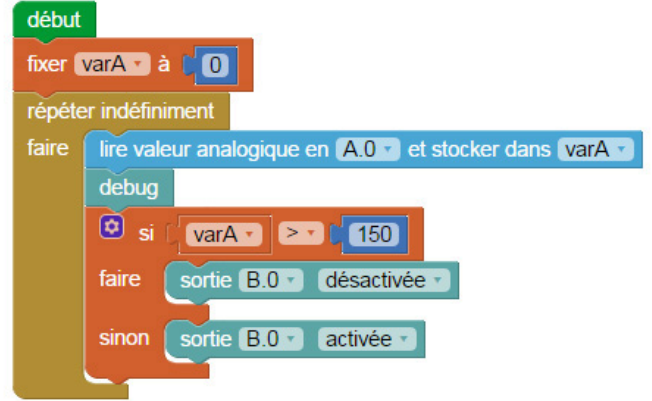 début
fixer varA à 0
répéter indéfiniment
faire lire valeur analogique en A.0 et stocker dans varA
debug
si varA > 150
faire sortie B.0 désactivée
sinon sortie B.0 activée